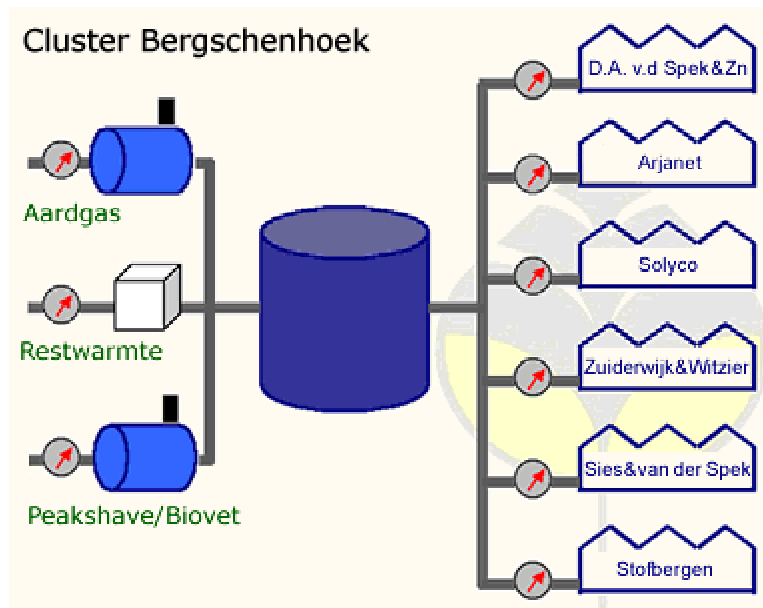 Cluster Bergschenhoek
Aardgas
Restwarmte
Peakshave/Biovet
D.A. v.d Spek&Zn
Arjanet
Solyco
Zuiderwijk&Witzier
Sies&van der Spek
Stofbergen